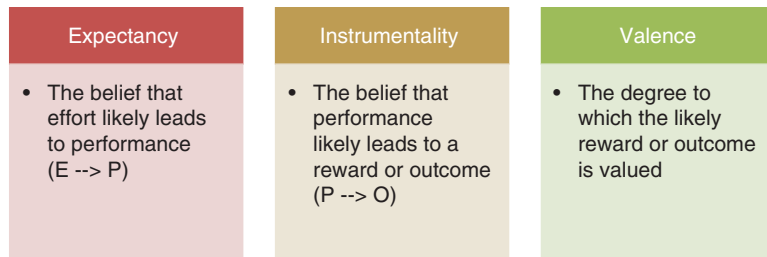 Expectancy
• The belief that
effort likely leads
to performance
(E --> P)
Instrumentality
• The belief that
performance
likely leads to a
reward or outcome
(P --> O)
Valence
• The degree to
which the likely
reward or outcome
is valued